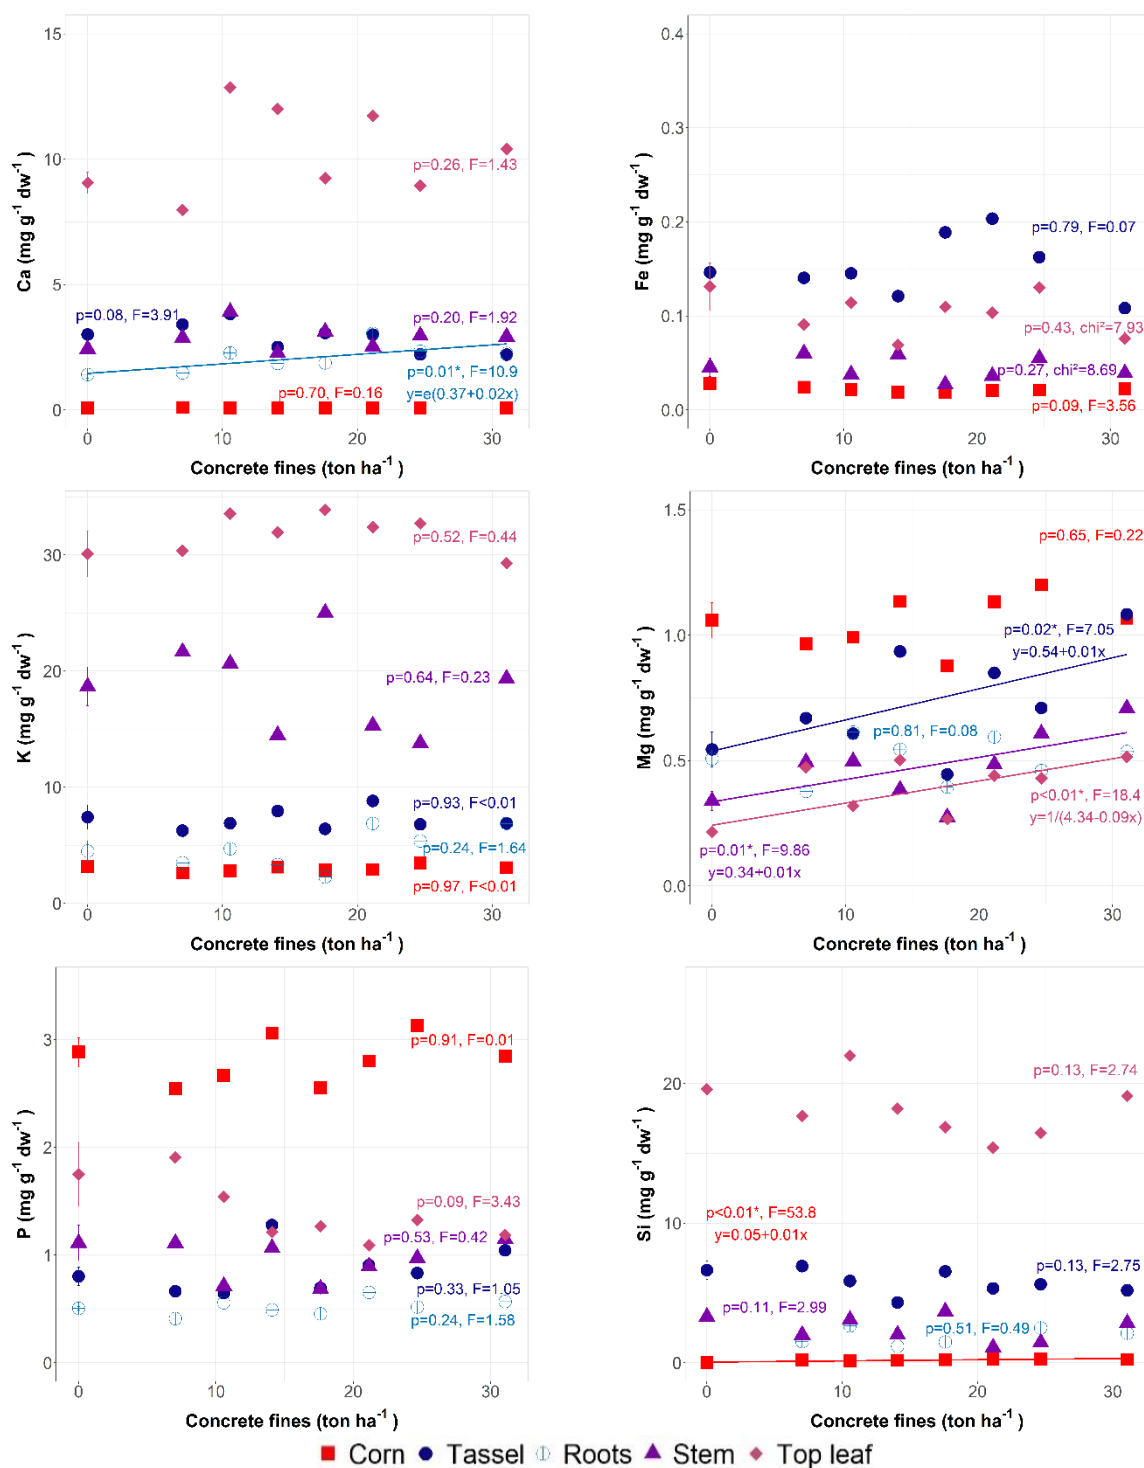 15
10
5
0
Ca (mg g⁻¹ dw⁻¹)
p=0.26, F=1.43
p=0.08, F=3.91
p=0.20, F=1.92
p=0.01*, F=10.9
y=e(0.37+0.02x)
p=0.70, F=0.16
0 10 20 30
Concrete fines (ton ha⁻¹)
0.4
0.3
0.2
0.1
0.0
Fe (mg g⁻¹ dw⁻¹)
p=0.79, F=0.07
p=0.43, chi²=7.93
p=0.27, chi²=8.69
p=0.09, F=3.56
0 10 20 30
Concrete fines (ton ha⁻¹)
30
20
10
0
K (mg g⁻¹ dw⁻¹)
p=0.52, F=0.44
p=0.64, F=0.23
p=0.93, F<0.01
p=0.24, F=1.64
p=0.97, F<0.01
0 10 20 30
Concrete fines (ton ha⁻¹)
1.5
1.0
0.5
0.0
Mg (mg g⁻¹ dw⁻¹)
p=0.65, F=0.22
p=0.02*, F=7.05
y=0.54+0.01x
p=0.81, F=0.08
p<0.01*, F=18.4
y=1/(4.34-0.09x)
p=0.01*, F=9.86
y=0.34+0.01x
0 10 20 30
Concrete fines (ton ha⁻¹)
3
2
1
0
P (mg g⁻¹ dw⁻¹)
p=0.91, F=0.01
p=0.09, F=3.43
p=0.53, F=0.42
p=0.33, F=1.05
p=0.24, F=1.58
0 10 20 30
Concrete fines (ton ha⁻¹)
20
10
0
Si (mg g⁻¹ dw⁻¹)
p=0.13, F=2.74
p<0.01*, F=53.8
y=0.05+0.01x
p=0.13, F=2.75
p=0.11, F=2.99
p=0.51, F=0.49
0 10 20 30
Concrete fines (ton ha⁻¹)
Corn Tassel Roots Stem Top leaf